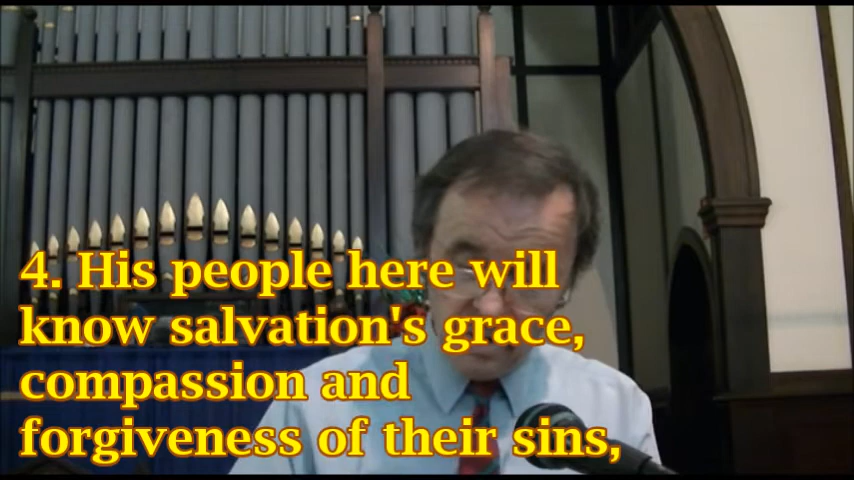 4. His people here will
know salvation's grace,
compassion and
forgiveness of their sins,